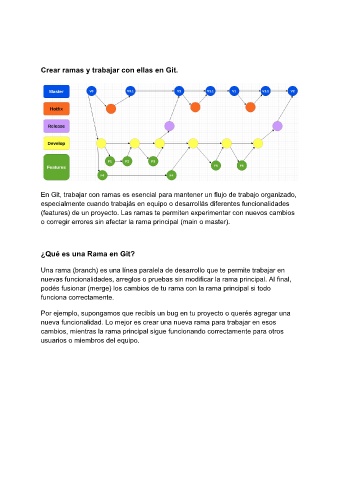 Crear ramas y trabajar con ellas en Git.
Master
Hotfix
Release
Develop
Features
En Git, trabajar con ramas es esencial para mantener un flujo de trabajo organizado,
especialmente cuando trabajás en equipo o desarrollás diferentes funcionalidades
(features) de un proyecto. Las ramas te permiten experimentar con nuevos cambios
o corregir errores sin afectar la rama principal (main o master).
¿Qué es una Rama en Git?
Una rama (branch) es una línea paralela de desarrollo que te permite trabajar en
nuevas funcionalidades, arreglos o pruebas sin modificar la rama principal. Al final,
podés fusionar (merge) los cambios de tu rama con la rama principal si todo
funciona correctamente.
Por ejemplo, supongamos que recibís un bug en tu proyecto o querés agregar una
nueva funcionalidad. Lo mejor es crear una nueva rama para trabajar en esos
cambios, mientras la rama principal sigue funcionando correctamente para otros
usuarios o miembros del equipo.